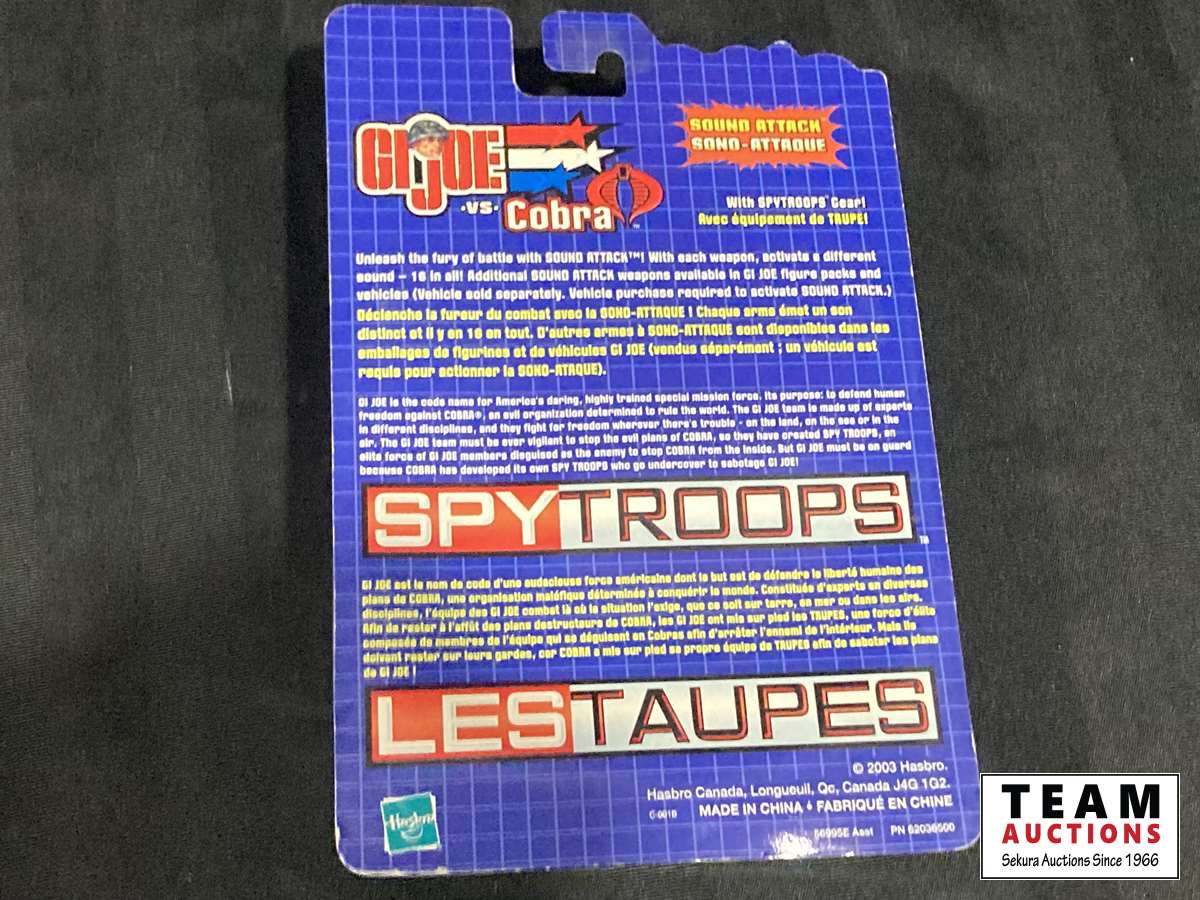 GI JOE
·VS· Cobra™
SOUND ATTACK™
SONO-ATTAQUE
With SPYTROOPS™ Gear!
Avec équipement de TAUPE!
Unleash the fury of battle with SOUND ATTACK™! With each weapon, activate a different
sound – 16 in all! Additional SOUND ATTACK weapons available in GI JOE figure packs and
vehicles (Vehicle sold separately. Vehicle purchase required to activate SOUND ATTACK.)
Déclenche la fureur du combat avec la SONO-ATTAQUE ! Chaque arme émet un son
distinct et il y en 16 en tout. D'autres armes à SONO-ATTAQUE sont disponibles dans les
emballages de figurines et de véhicules GI JOE (vendus séparément ; un véhicule est
requis pour actionner la SONO-ATAQUE).
GI JOE is the code name for America's daring, highly trained special mission force. Its purpose: to defend human
freedom against COBRA®, an evil organization determined to rule the world. The GI JOE team is made up of experts
in different disciplines, and they fight for freedom wherever there's trouble - on the land, on the sea or in the
air. The GI JOE team must be ever vigilant to stop the evil plans of COBRA, so they have created SPY TROOPS, an
elite force of GI JOE members disguised as the enemy to stop COBRA from the inside. But GI JOE must be on guard
because COBRA has developed its own SPY TROOPS who go undercover to sabotage GI JOE!
SPYTROOPS™
GI JOE est le nom de code d'une audacieuse force américaine dont le but est de défendre la liberté humaine des
plans de COBRA, une organisation maléfique déterminée à conquérir le monde. Constituée d'experts en diverses
disciplines, l'équipe des GI JOE combat là où la situation l'exige, que ce soit sur terre, en mer ou dans les airs.
Afin de rester à l'affût des plans destructeurs de COBRA, les GI JOE ont mis sur pied les TAUPES, une force d'élite
composée de membres de l'équipe qui se déguisent en Cobras afin d'arrêter l'ennemi de l'intérieur. Mais ils
doivent rester sur leurs gardes, car COBRA a mis sur pied sa propre équipe de TAUPES afin de saboter les plans
de GI JOE !
LESTAUPES
© 2003 Hasbro.
Hasbro Canada, Longueuil, Qc, Canada J4G 1G2.
C-001B MADE IN CHINA • FABRIQUÉ EN CHINE
56995E Asst PN 62036500
Hasbro
TEAM
AUCTIONS
Sekura Auctions Since 1966